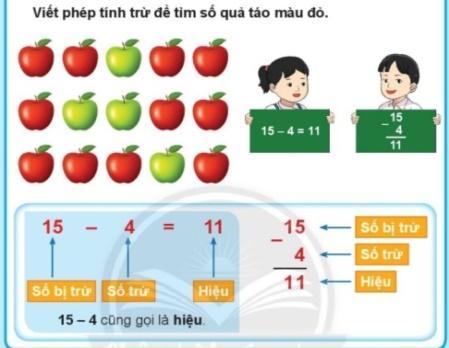 Viết phép tính trừ để tìm số quả táo màu đỏ.
15 – 4 = 11
15
– 4
11
15 – 4 = 11
Số bị trừ Số trừ Hiệu
15 – 4 cũng gọi là hiệu.
15 Số bị trừ
–
4 Số trừ
11 Hiệu